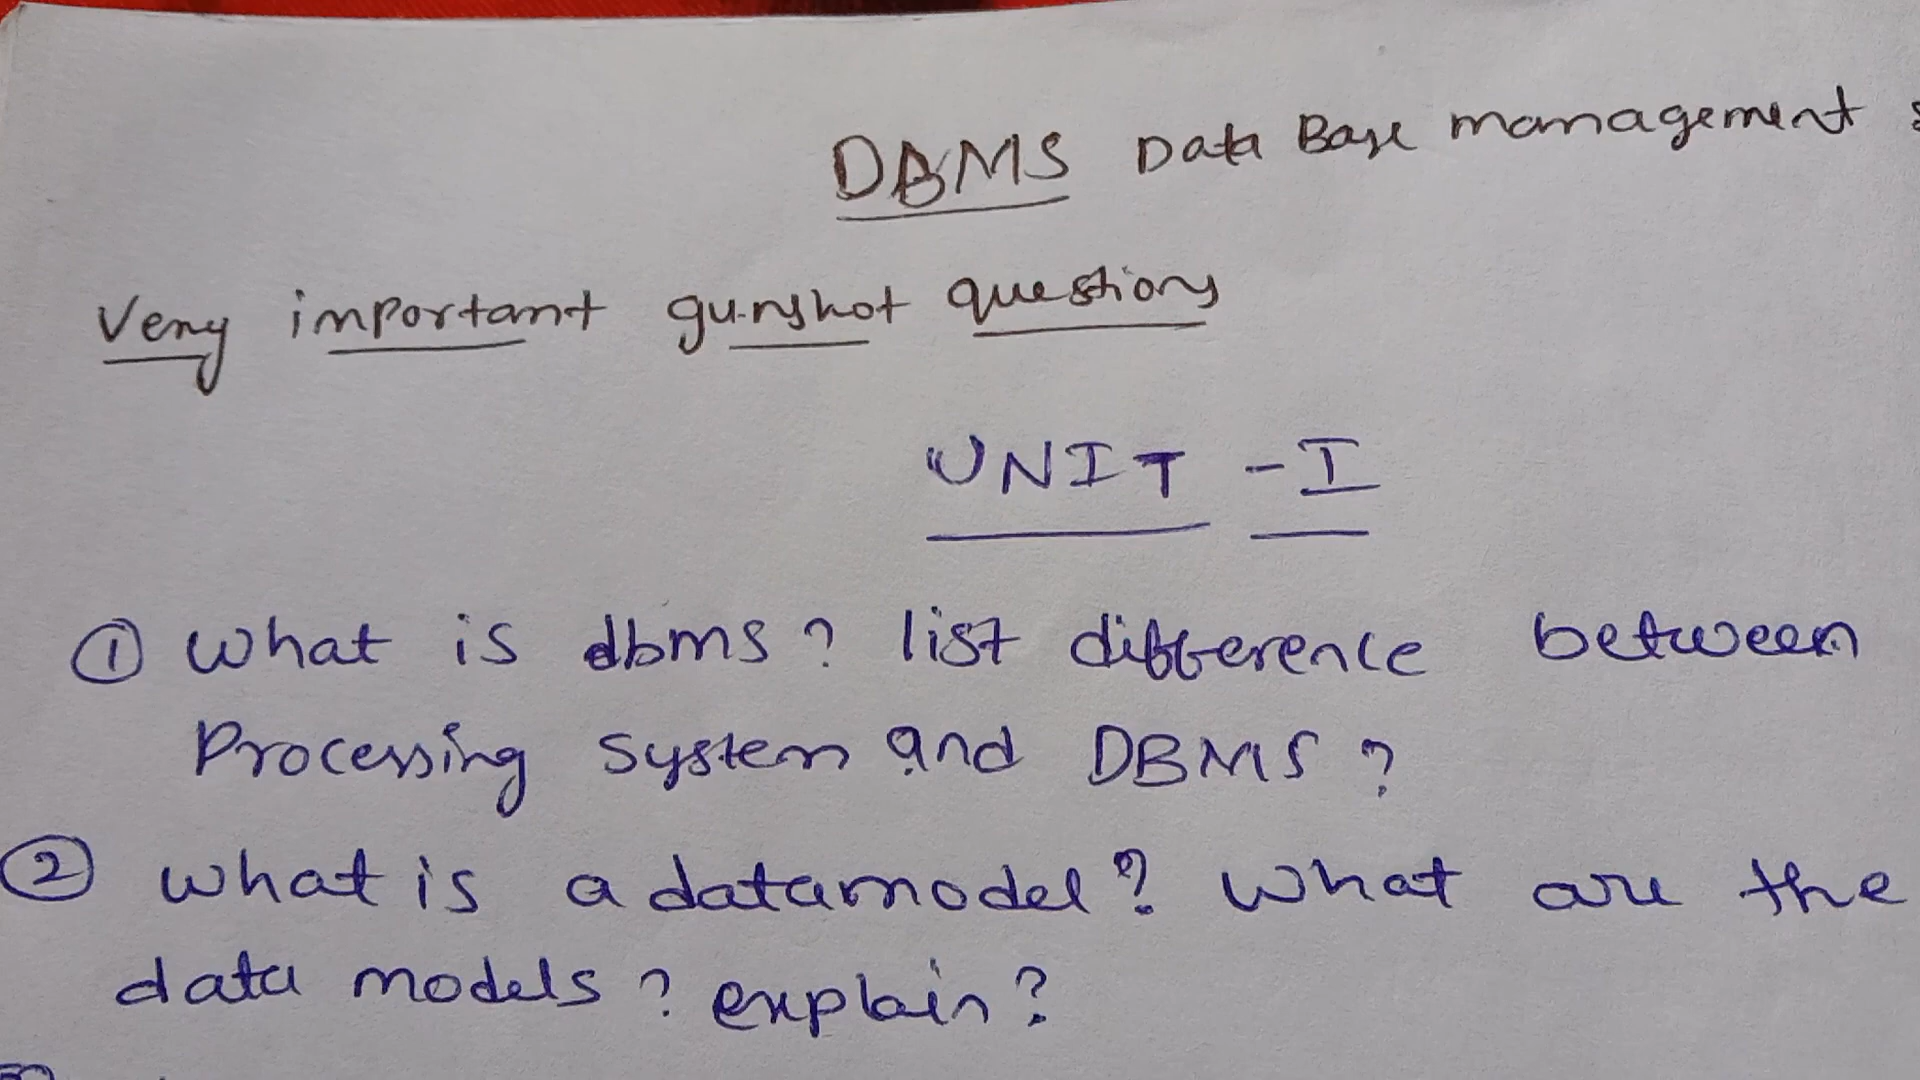 DBMS Data Base management
Very important gunshot questions
UNIT - I
① What is dbms? list difference between
Processing system and DBMS?
② What is a datamodel? What are the
data models? explain?